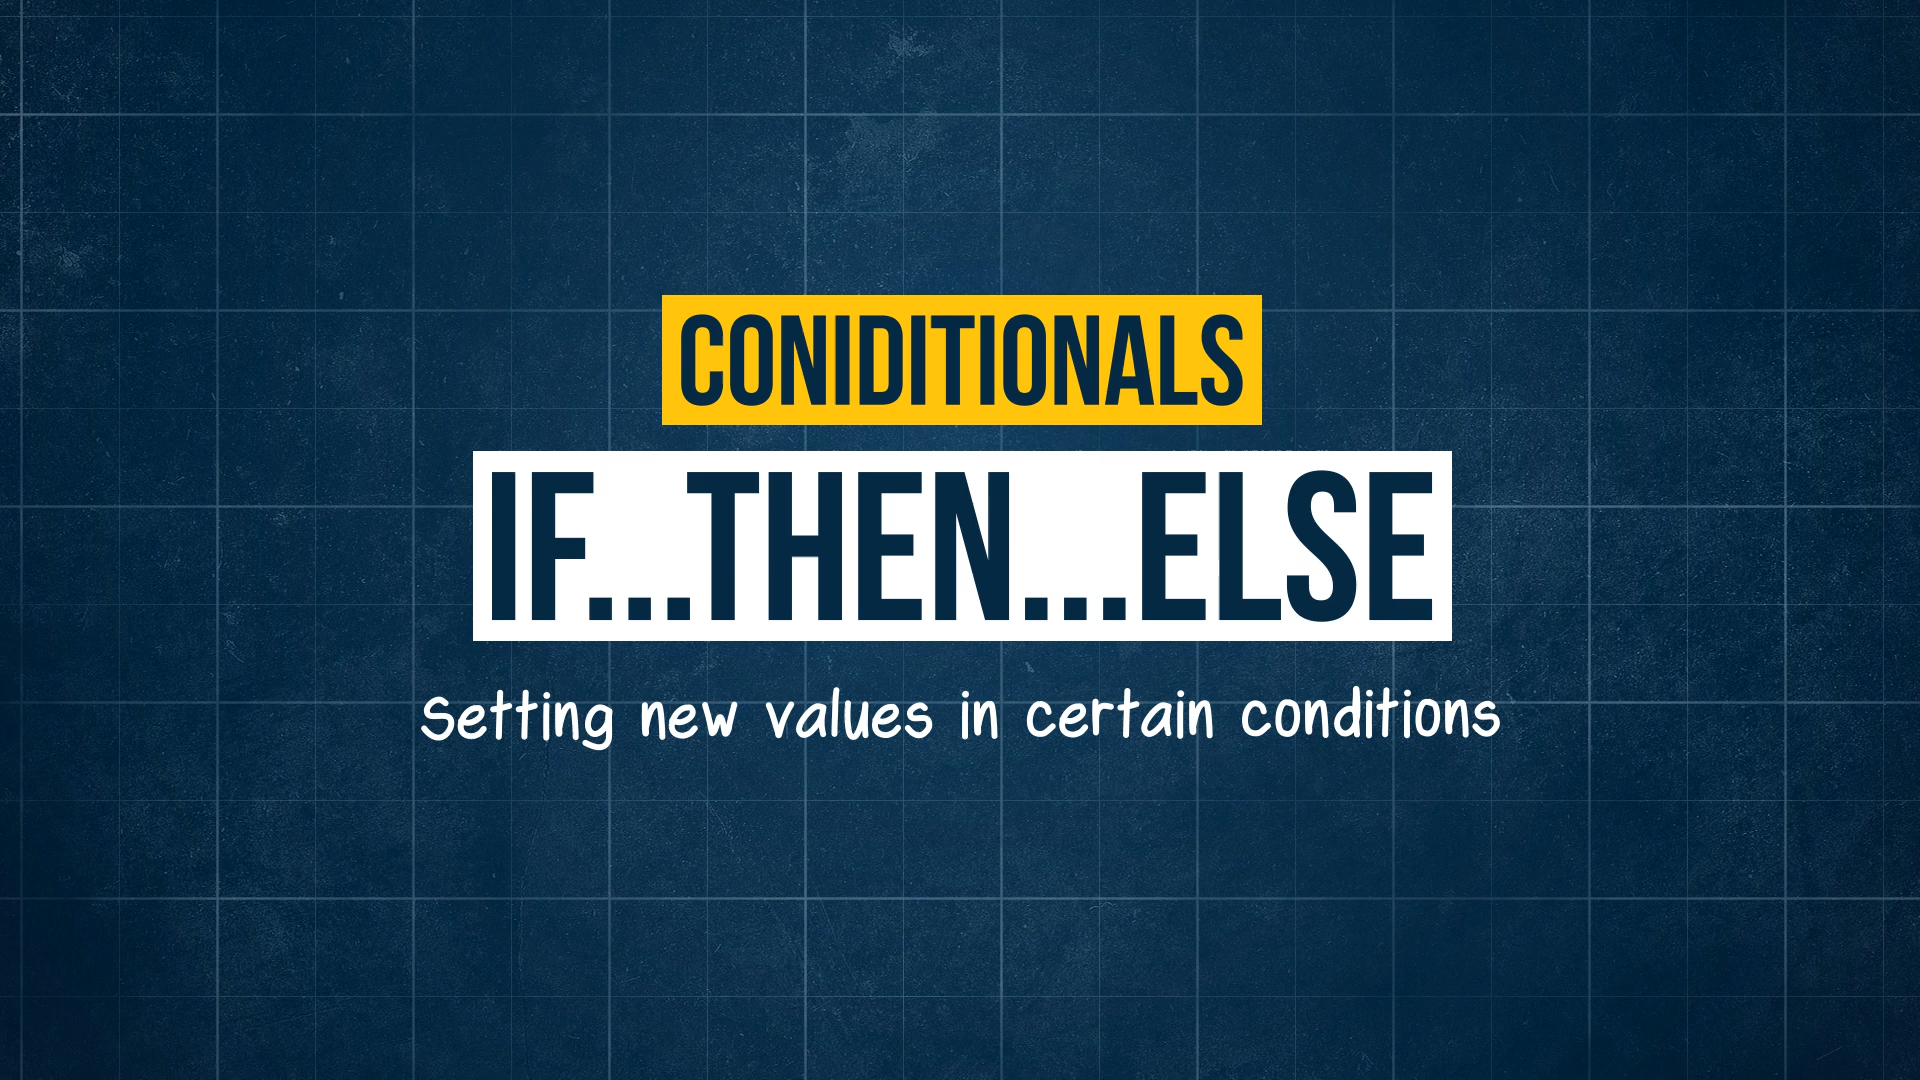 CONIDITIONALS
IF...THEN...ELSE
Setting new values in certain conditions